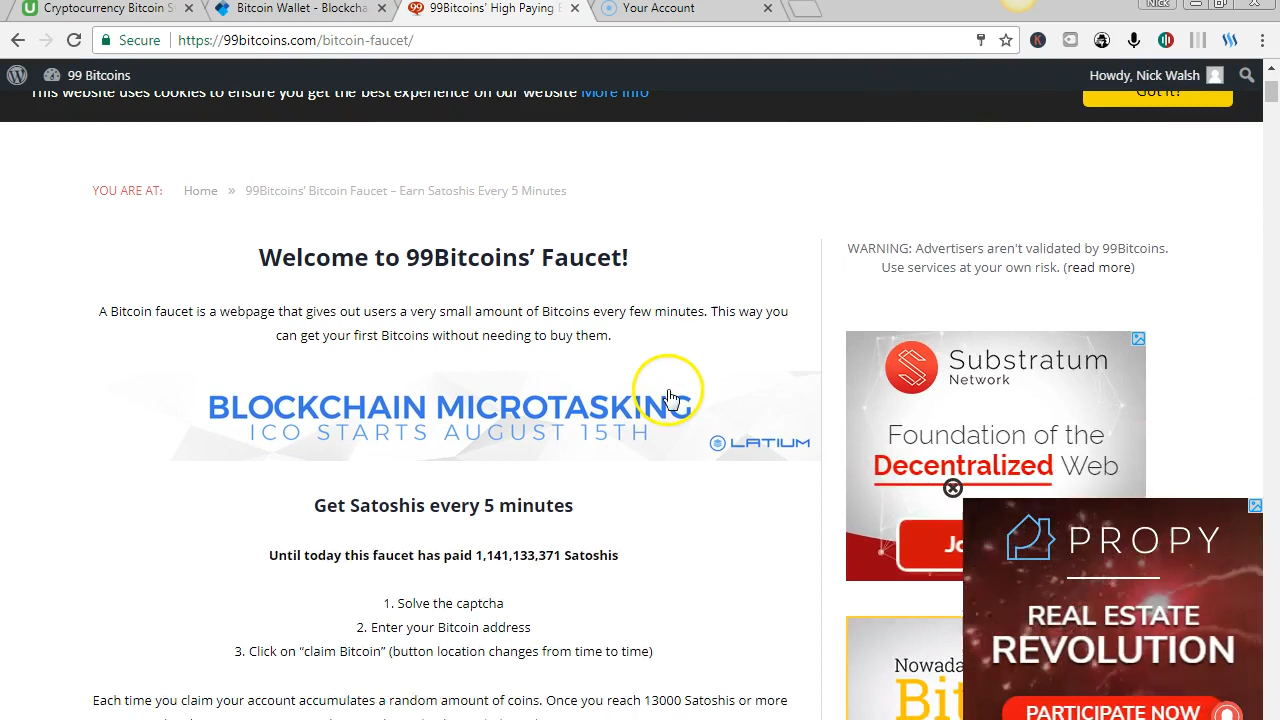 Cryptocurrency Bitcoin S
Bitcoin Wallet - Blockcha
99Bitcoins' High Paying
Your Account
Nick
Secure
https://99bitcoins.com/bitcoin-faucet/
99 Bitcoins
Howdy, Nick Walsh
This website uses cookies to ensure you get the best experience on our website More info
Got it!
YOU ARE AT: Home » 99Bitcoins' Bitcoin Faucet – Earn Satoshis Every 5 Minutes
Welcome to 99Bitcoins' Faucet!
A Bitcoin faucet is a webpage that gives out users a very small amount of Bitcoins every few minutes. This way you
can get your first Bitcoins without needing to buy them.
BLOCKCHAIN MICROTASKING
ICO STARTS AUGUST 15TH
LATIUM
Get Satoshis every 5 minutes
Until today this faucet has paid 1,141,133,371 Satoshis
1. Solve the captcha
2. Enter your Bitcoin address
3. Click on “claim Bitcoin” (button location changes from time to time)
Each time you claim your account accumulates a random amount of coins. Once you reach 13000 Satoshis or more
WARNING: Advertisers aren't validated by 99Bitcoins.
Use services at your own risk. (read more)
Substratum
Network
Foundation of the
Decentralized Web
Jo
Nowada
Bit
PROPY
REAL ESTATE
REVOLUTION
PARTICIPATE NOW